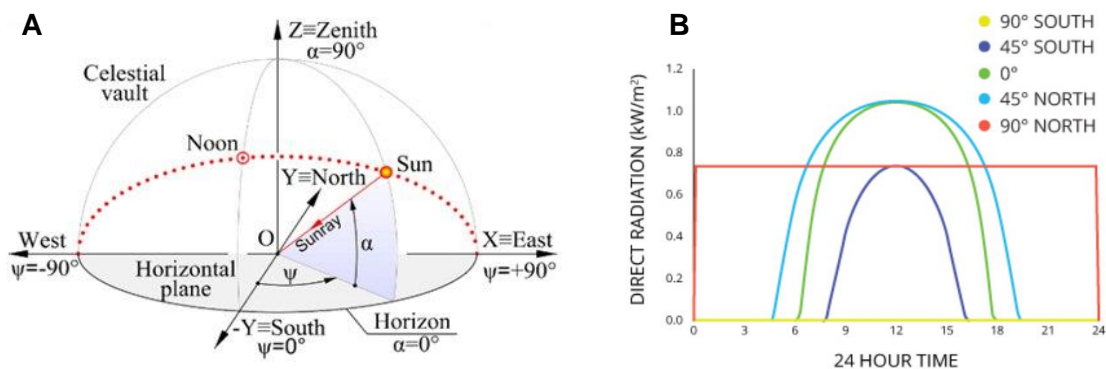 A
Z≡Zenith
α=90°
Celestial
vault
Noon
Sun
Y≡North
Sunray
O
α
West
ψ=-90°
X≡East
ψ=+90°
Horizontal
plane
ψ
-Y≡South
ψ=0°
Horizon
α=0°
B
90° SOUTH
45° SOUTH
0°
45° NORTH
90° NORTH
DIRECT RADIATION (kW/m²)
1.2
1.0
0.8
0.6
0.4
0.2
0.0
0 3 6 9 12 15 18 21 24
24 HOUR TIME